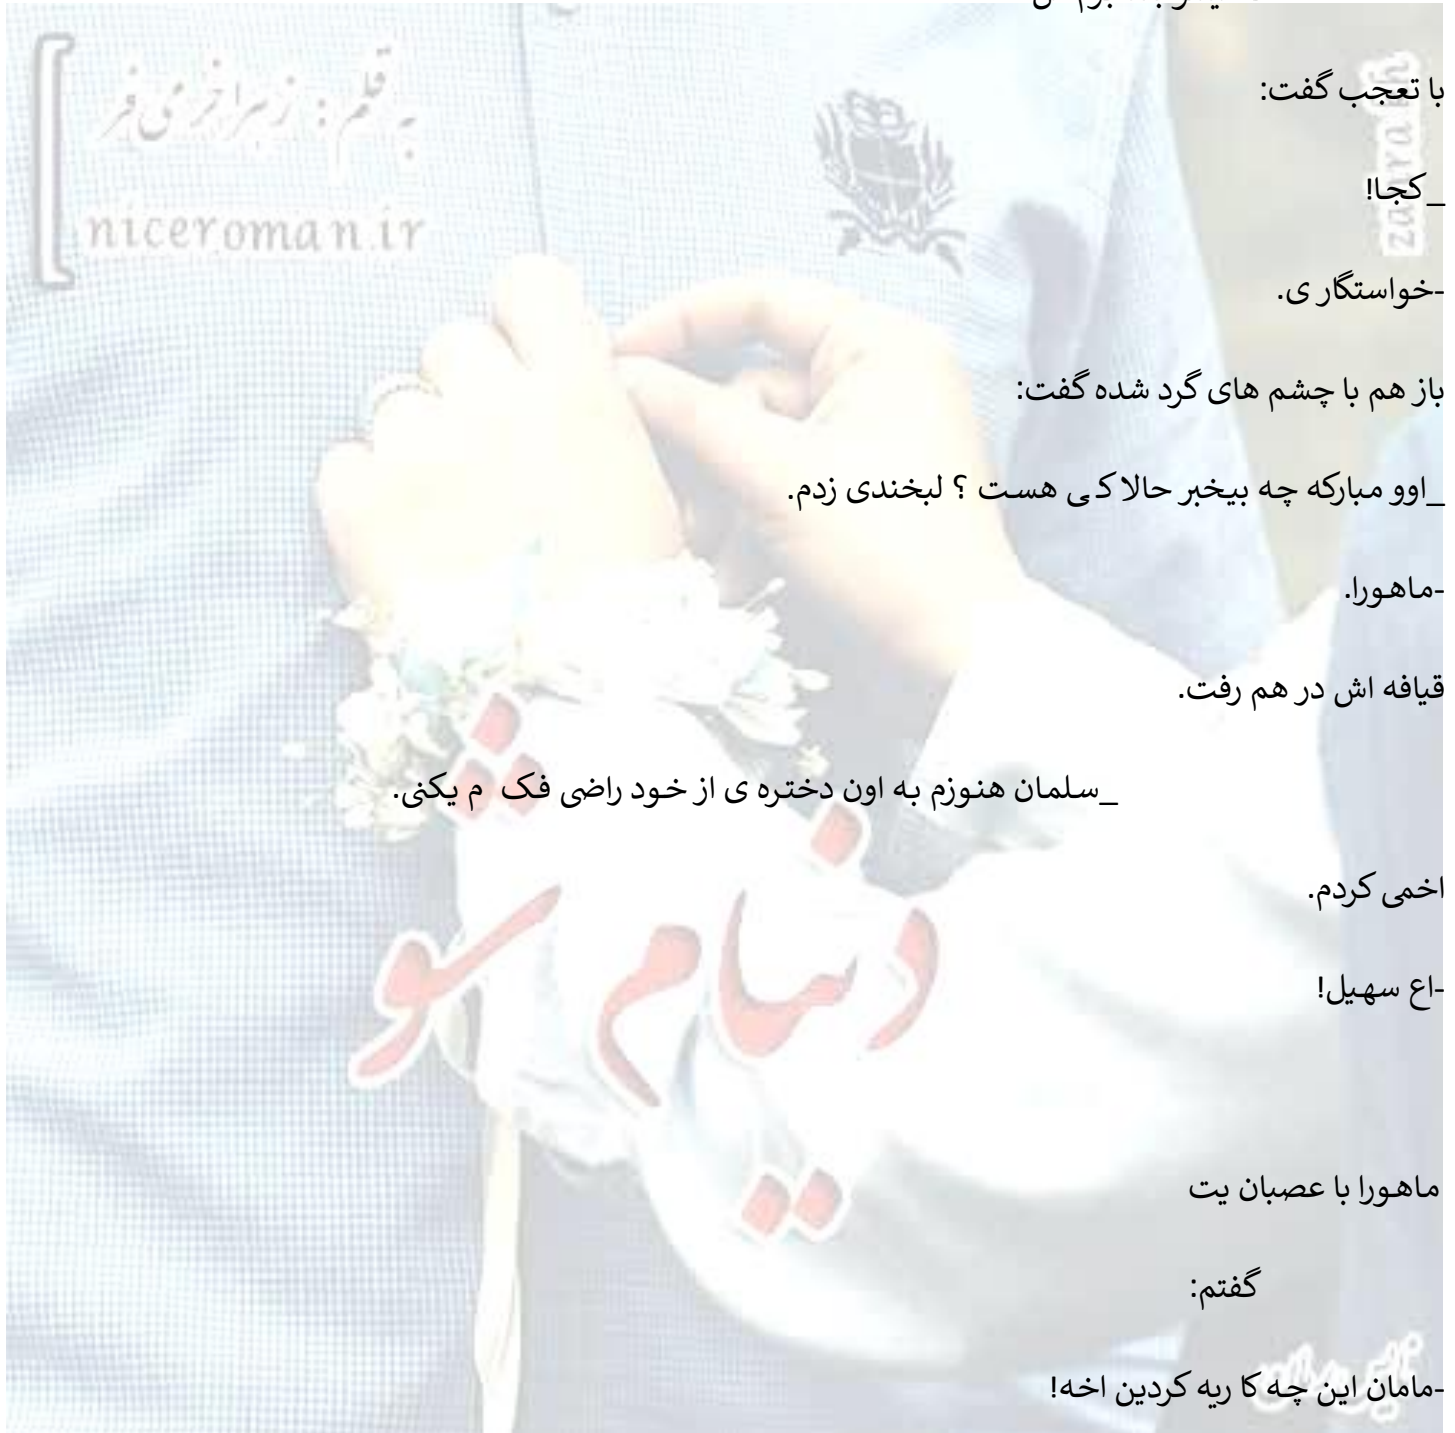 به قلم: زهرا خرمی فر
niceroman.ir
با تعجب گفت:
_کجا!
-خواستگار ی.
باز هم با چشم های گرد شده گفت:
_اوو مبارکه چه بیخبر حالا کی هست ؟ لبخندی زدم.
-ماهورا.
قیافه اش در هم رفت.
_سلمان هنوزم به اون دختره ی از خود راضی فک م یکنی.
دنیام شو
اخمی کردم.
-اع سهیل!
ماهورا با عصبان یت
گفتم:
-مامان این چه کا ریه کردین اخه!